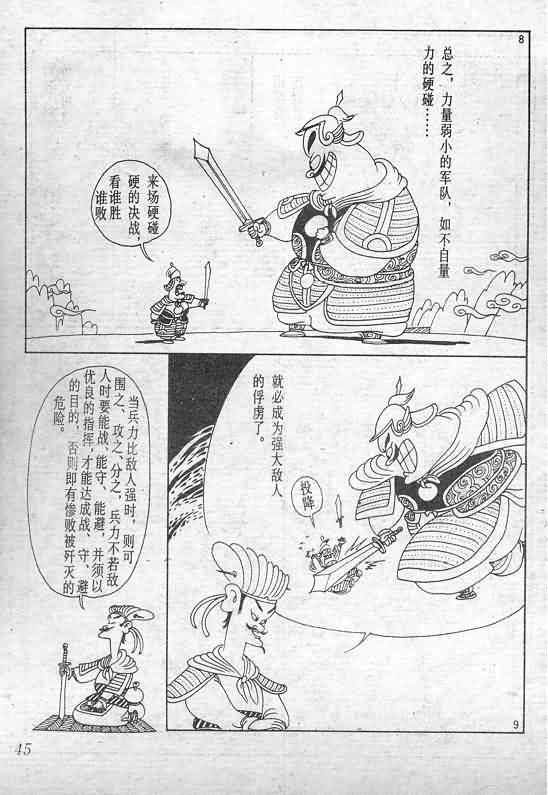 8
总之，力量弱小的军队，如不自量
力的硬碰……
来场硬碰
硬的决战，
看谁胜
谁败
就必成为强大敌人
的俘虏了。
投降
9
当兵力比敌人强时，则可
围之、攻之、分之，兵力不若敌
人时要能战、能守、能避，并须以
优良的指挥，才能达成战、守、避
的目的，否则即有惨败被歼灭的
危险。
45